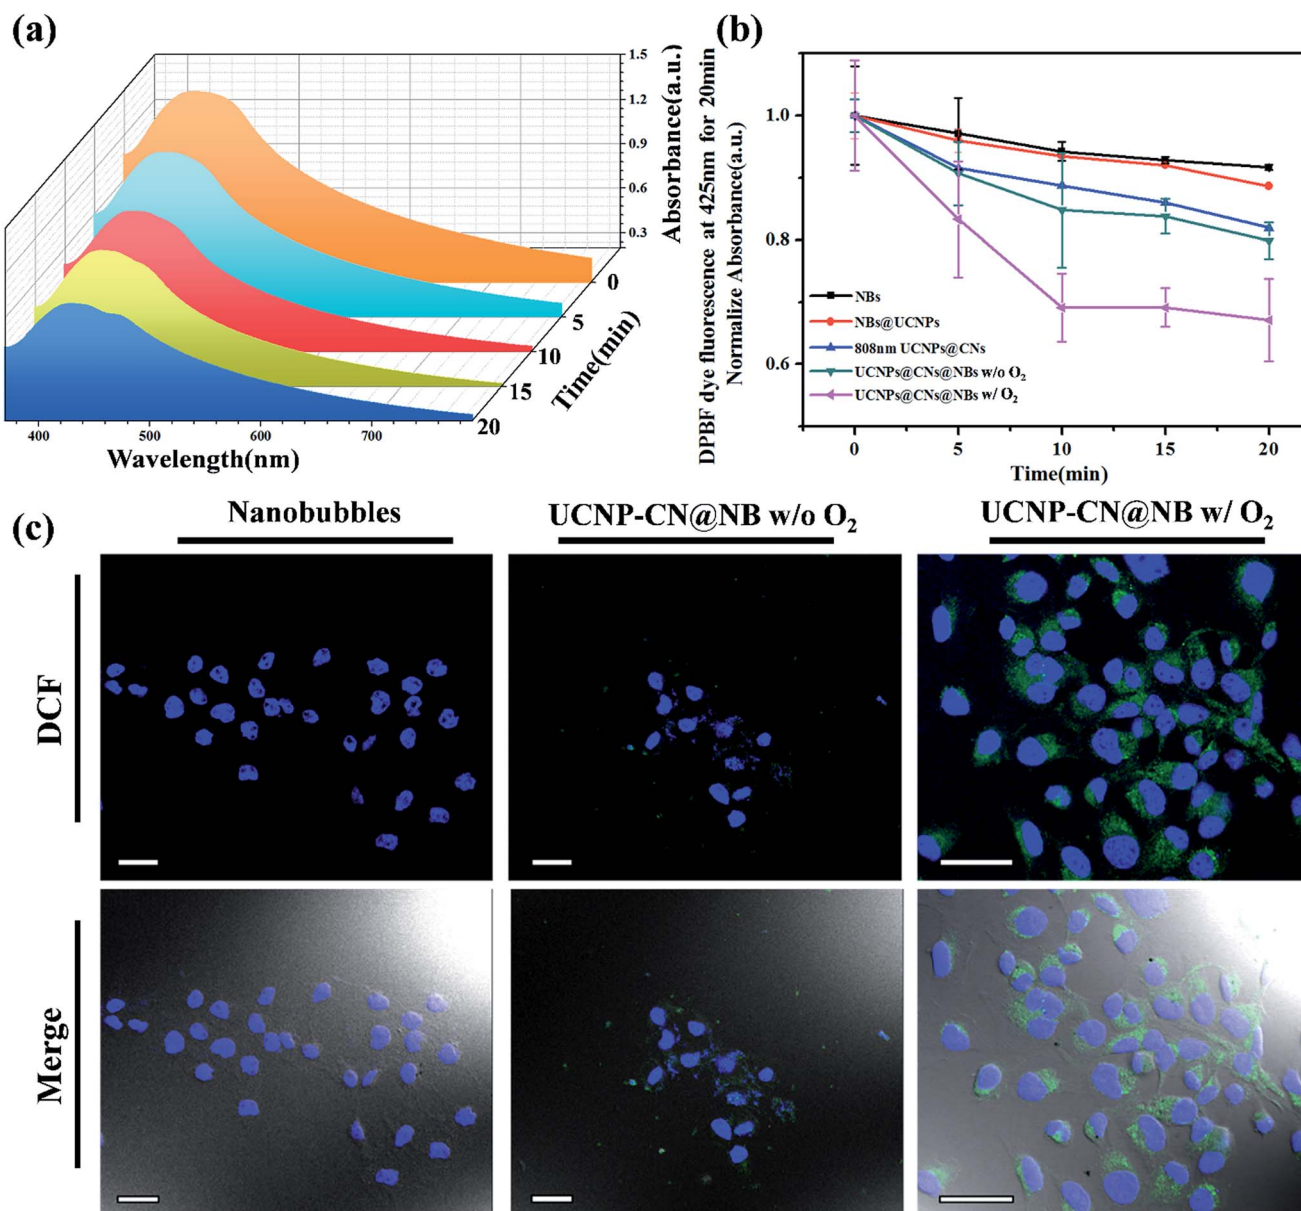 (a)
1.5
1.2
0.9
0.6
0.3
Absorbance(a.u.)
0
5
10
15
20
Time(min)
400
500
600
700
Wavelength(nm)
(b)
DPBF dye fluorescence at 425nm for 20min
Normalize Absorbance(a.u.)
1.0
0.8
0.6
NBs
NBs@UCNPs
808nm UCNPs@CNs
UCNPs@CNs@NBs w/o O₂
UCNPs@CNs@NBs w/ O₂
0
5
10
15
20
Time(min)
(c)
Nanobubbles
UCNP-CN@NB w/o O₂
UCNP-CN@NB w/ O₂
DCF
Merge